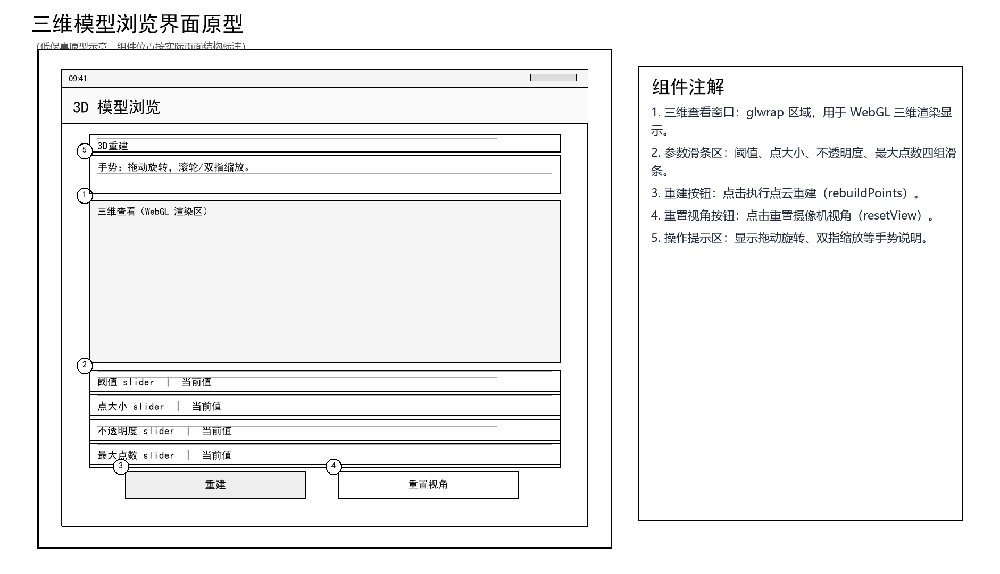 三维模型浏览界面原型
（低保真原型示意，组件位置按实际页面结构标注）
09:41
3D 模型浏览
5
3D重建
手势：拖动旋转，滚轮/双指缩放。
1
三维查看（WebGL 渲染区）
2
阈值 slider | 当前值
点大小 slider | 当前值
不透明度 slider | 当前值
最大点数 slider | 当前值
3
4
重建
重置视角
组件注解
1. 三维查看窗口：glwrap 区域，用于 WebGL 三维渲染显
示。
2. 参数滑条区：阈值、点大小、不透明度、最大点数四组滑
条。
3. 重建按钮：点击执行点云重建（rebuildPoints）。
4. 重置视角按钮：点击重置摄像机视角（resetView）。
5. 操作提示区：显示拖动旋转、双指缩放等手势说明。